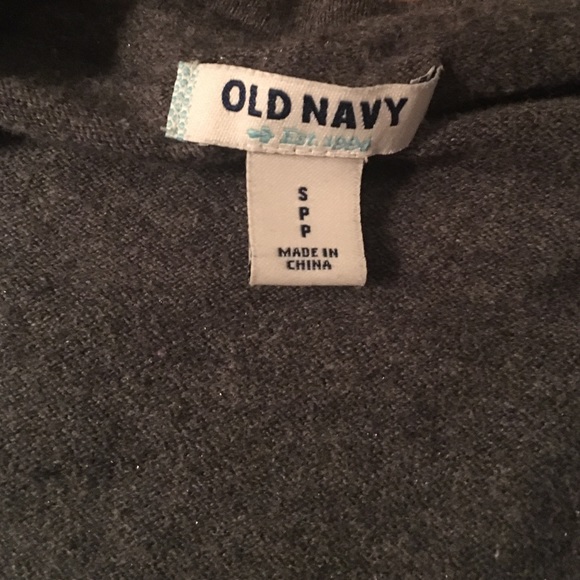 OLD NAVY
Est. 1994
S
P
P
MADE IN
CHINA